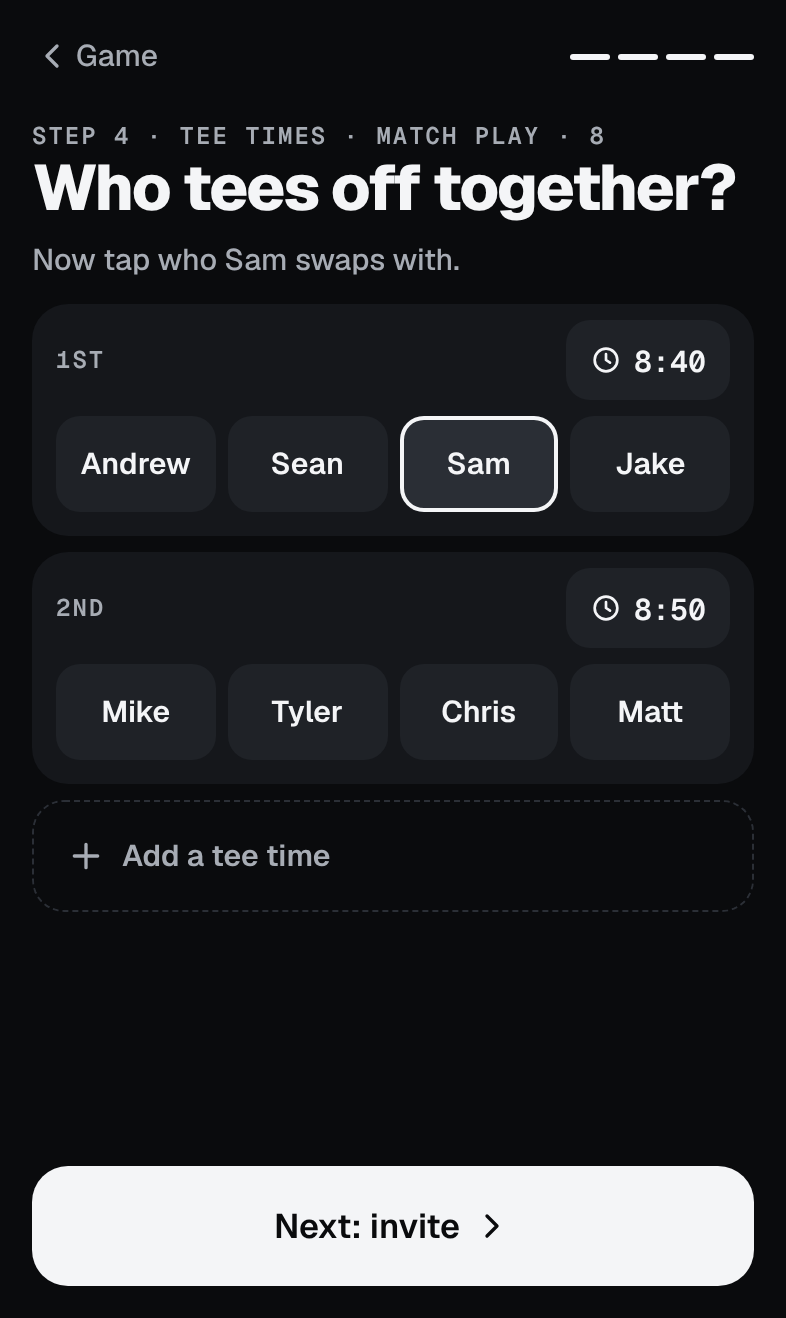 Game
STEP 4 · TEE TIMES · MATCH PLAY · 8
Who tees off together?
Now tap who Sam swaps with.
1ST
8:40
Andrew Sean Sam Jake
2ND
8:50
Mike Tyler Chris Matt
Add a tee time
Next: invite